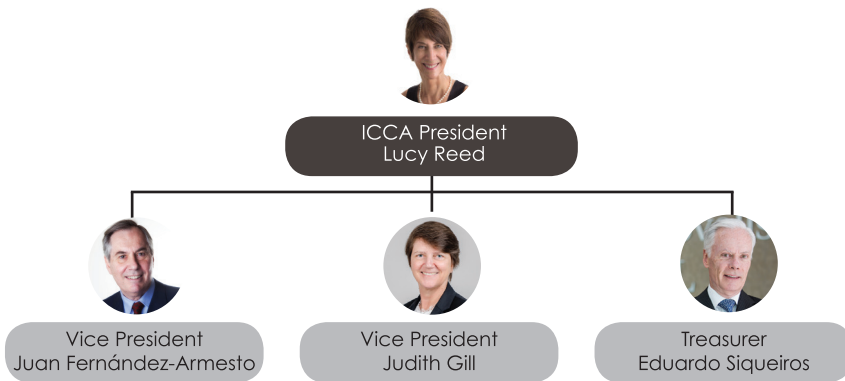 ICCA President
Lucy Reed
Vice President
Juan Fernández-Armesto
Vice President
Judith Gill
Treasurer
Eduardo Siqueiros